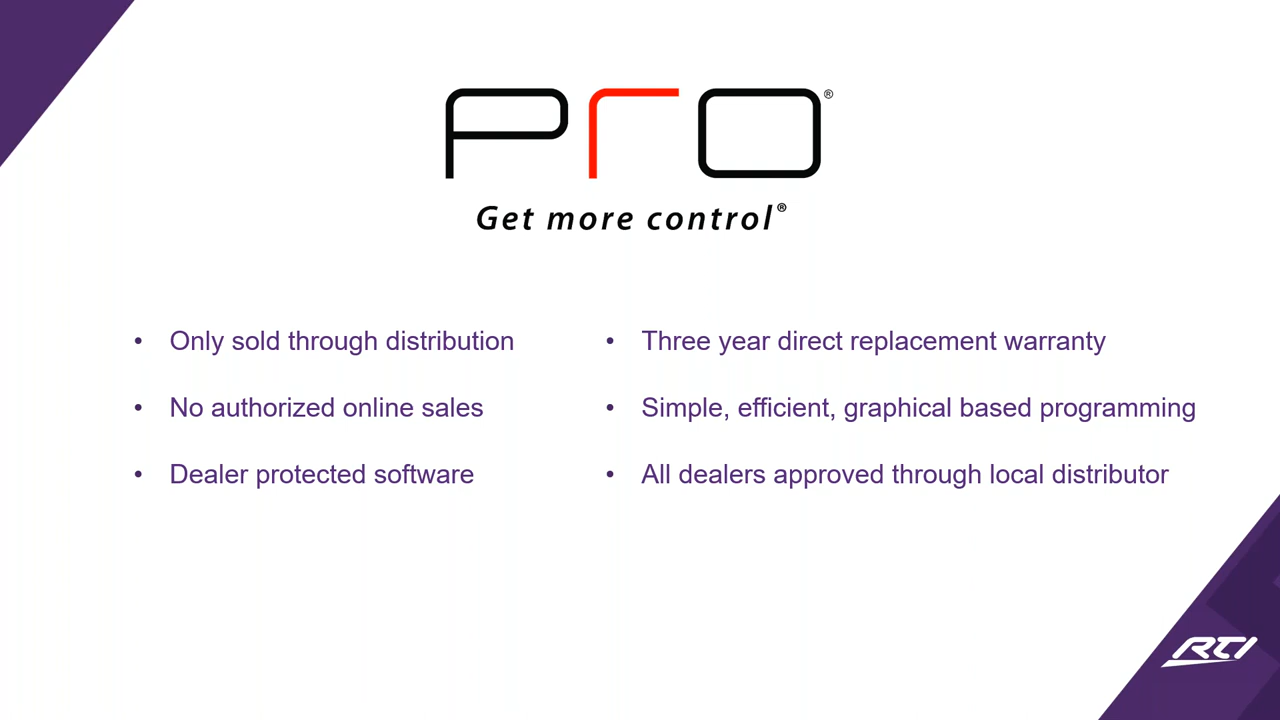 pro®
Get more control®
• Only sold through distribution
• No authorized online sales
• Dealer protected software
• Three year direct replacement warranty
• Simple, efficient, graphical based programming
• All dealers approved through local distributor
RTI